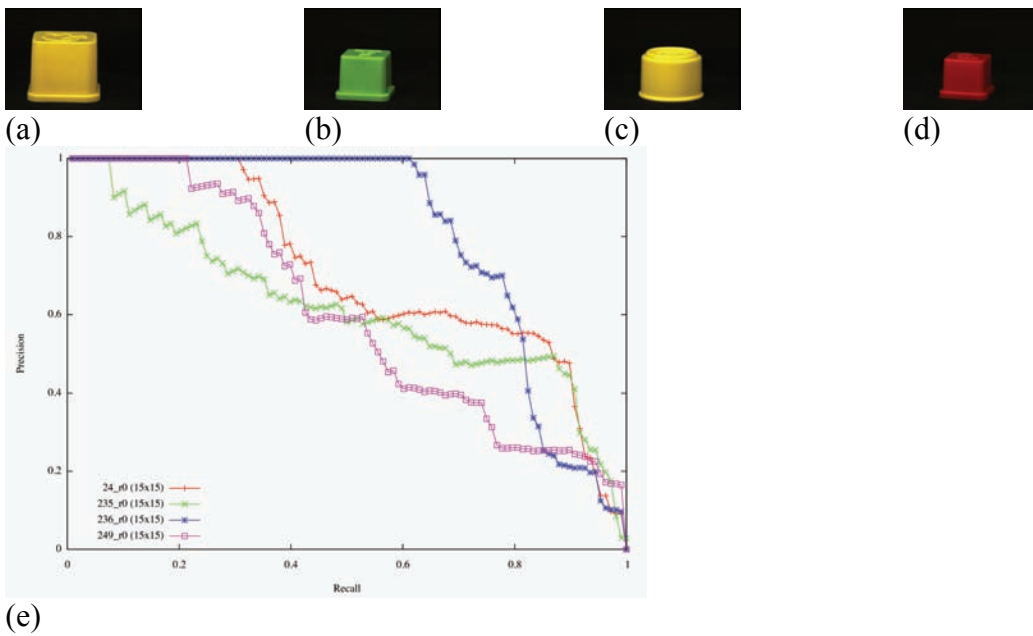 (a) (b) (c) (d)
1
0.8
0.6
0.4
0.2
0
Precision
24_r0 (15x15)
235_r0 (15x15)
236_r0 (15x15)
249_r0 (15x15)
0 0.2 0.4 0.6 0.8 1
Recall
(e)